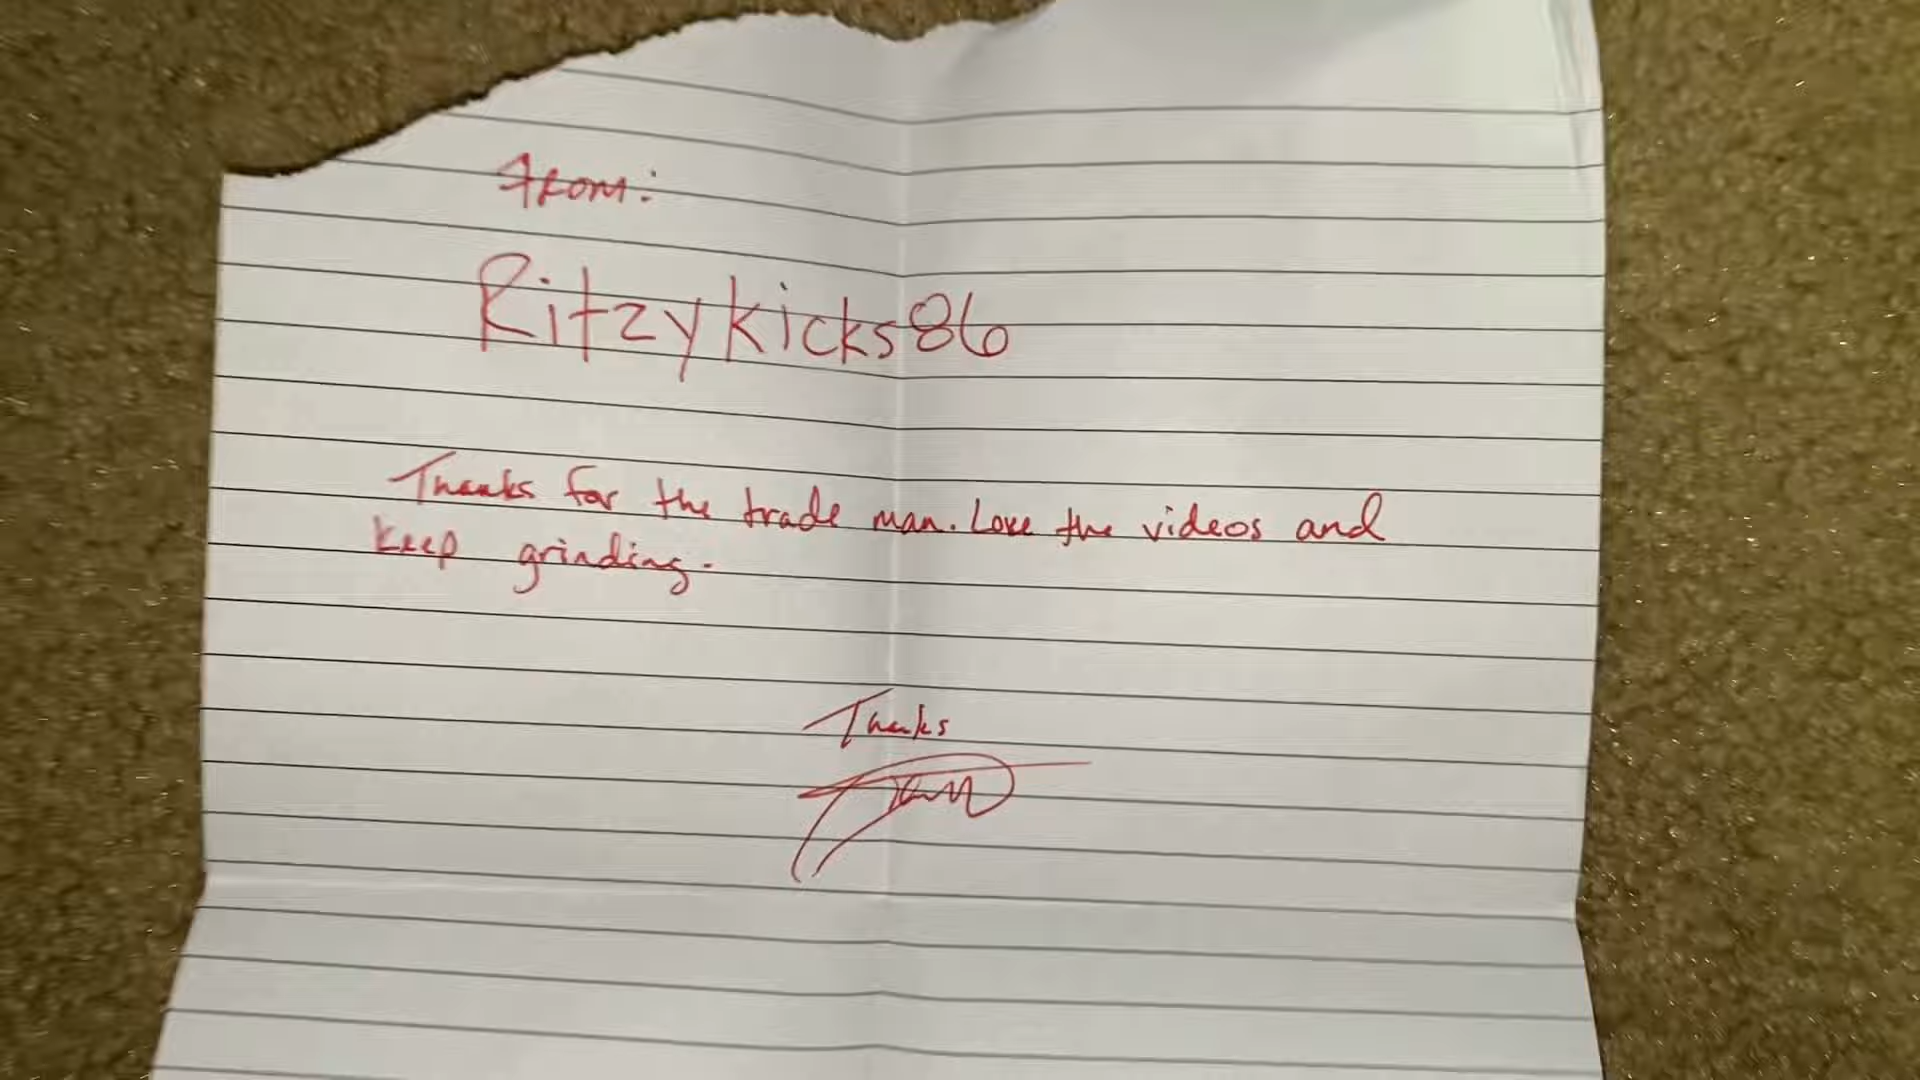 From:
Ritzykicks86
Thanks for the trade man. Love the videos and
keep grinding.
Thanks